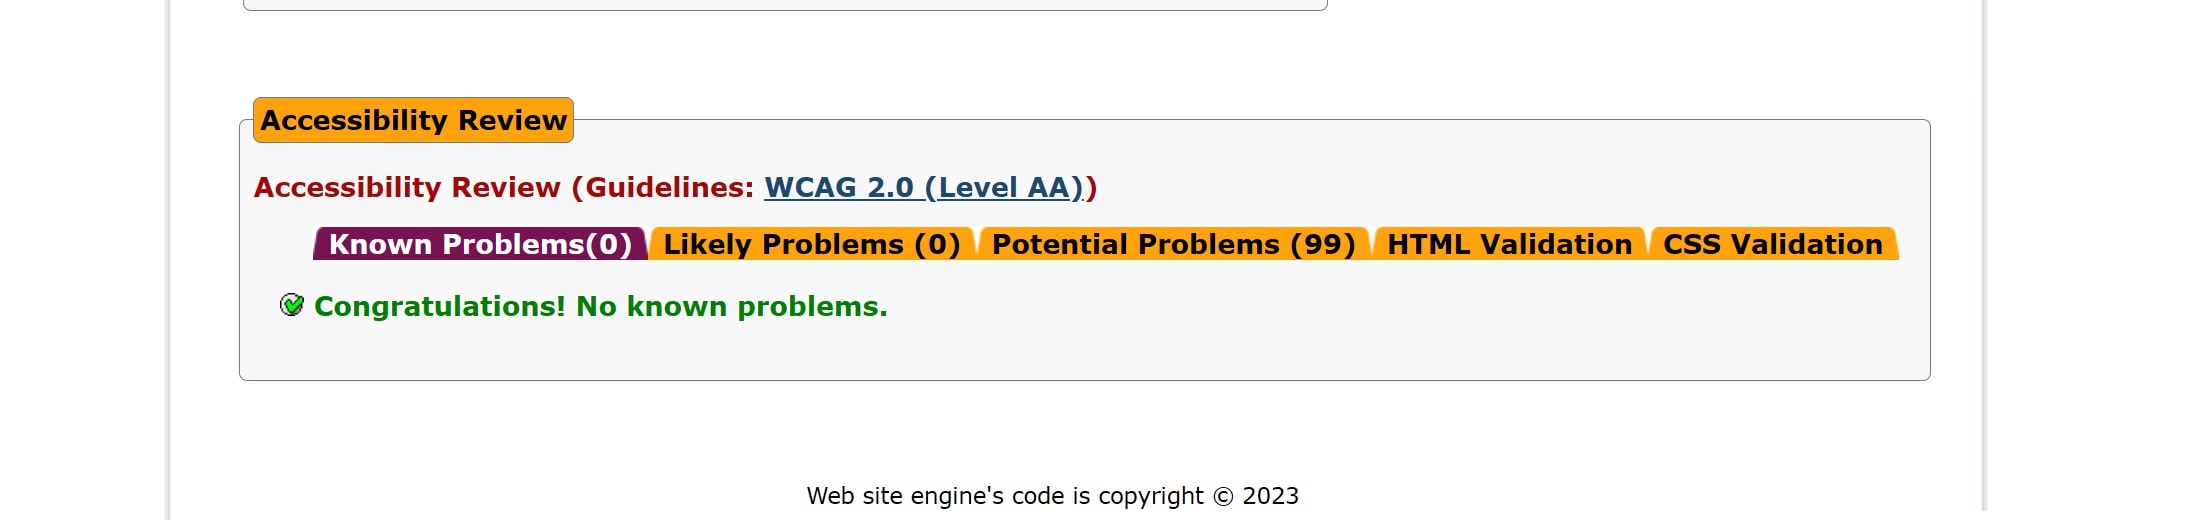 Accessibility Review
Accessibility Review (Guidelines: WCAG 2.0 (Level AA))
Known Problems(0) Likely Problems (0) Potential Problems (99) HTML Validation CSS Validation
Congratulations! No known problems.
Web site engine's code is copyright © 2023